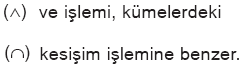 (∧) ve işlemi, kümelerdeki
(∩) kesişim işlemine benzer.